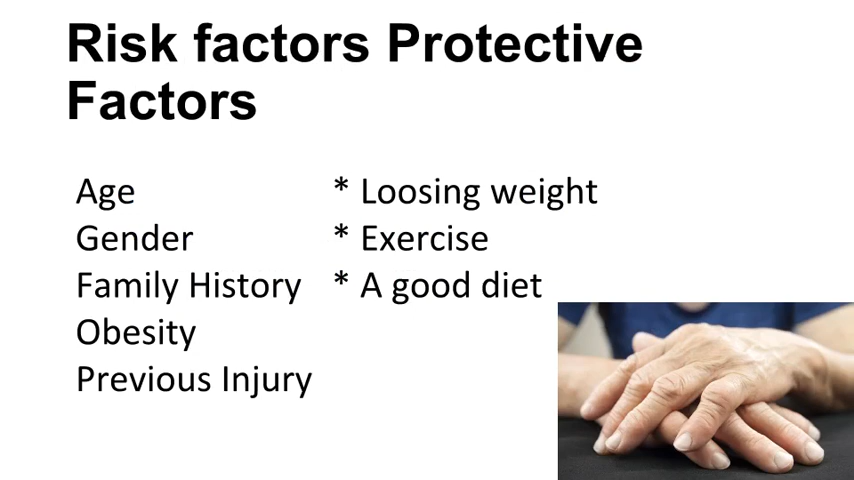 Risk factors Protective
Factors
Age * Loosing weight
Gender * Exercise
Family History * A good diet
Obesity
Previous Injury